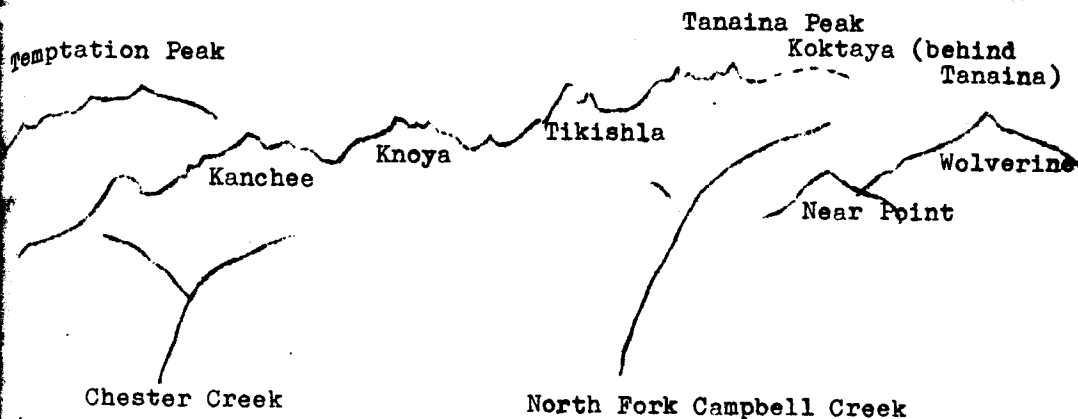 Temptation Peak
Tanaina Peak
Koktaya (behind
Tanaina)
Tikishla
Knoya
Kanchee
Wolverine
Near Point
Chester Creek
North Fork Campbell Creek